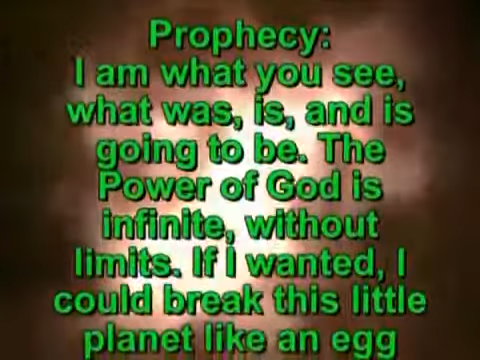 Prophecy:
I am what you see,
what was, is, and is
going to be. The
Power of God is
infinite, without
limits. If I wanted, I
could break this little
planet like an egg